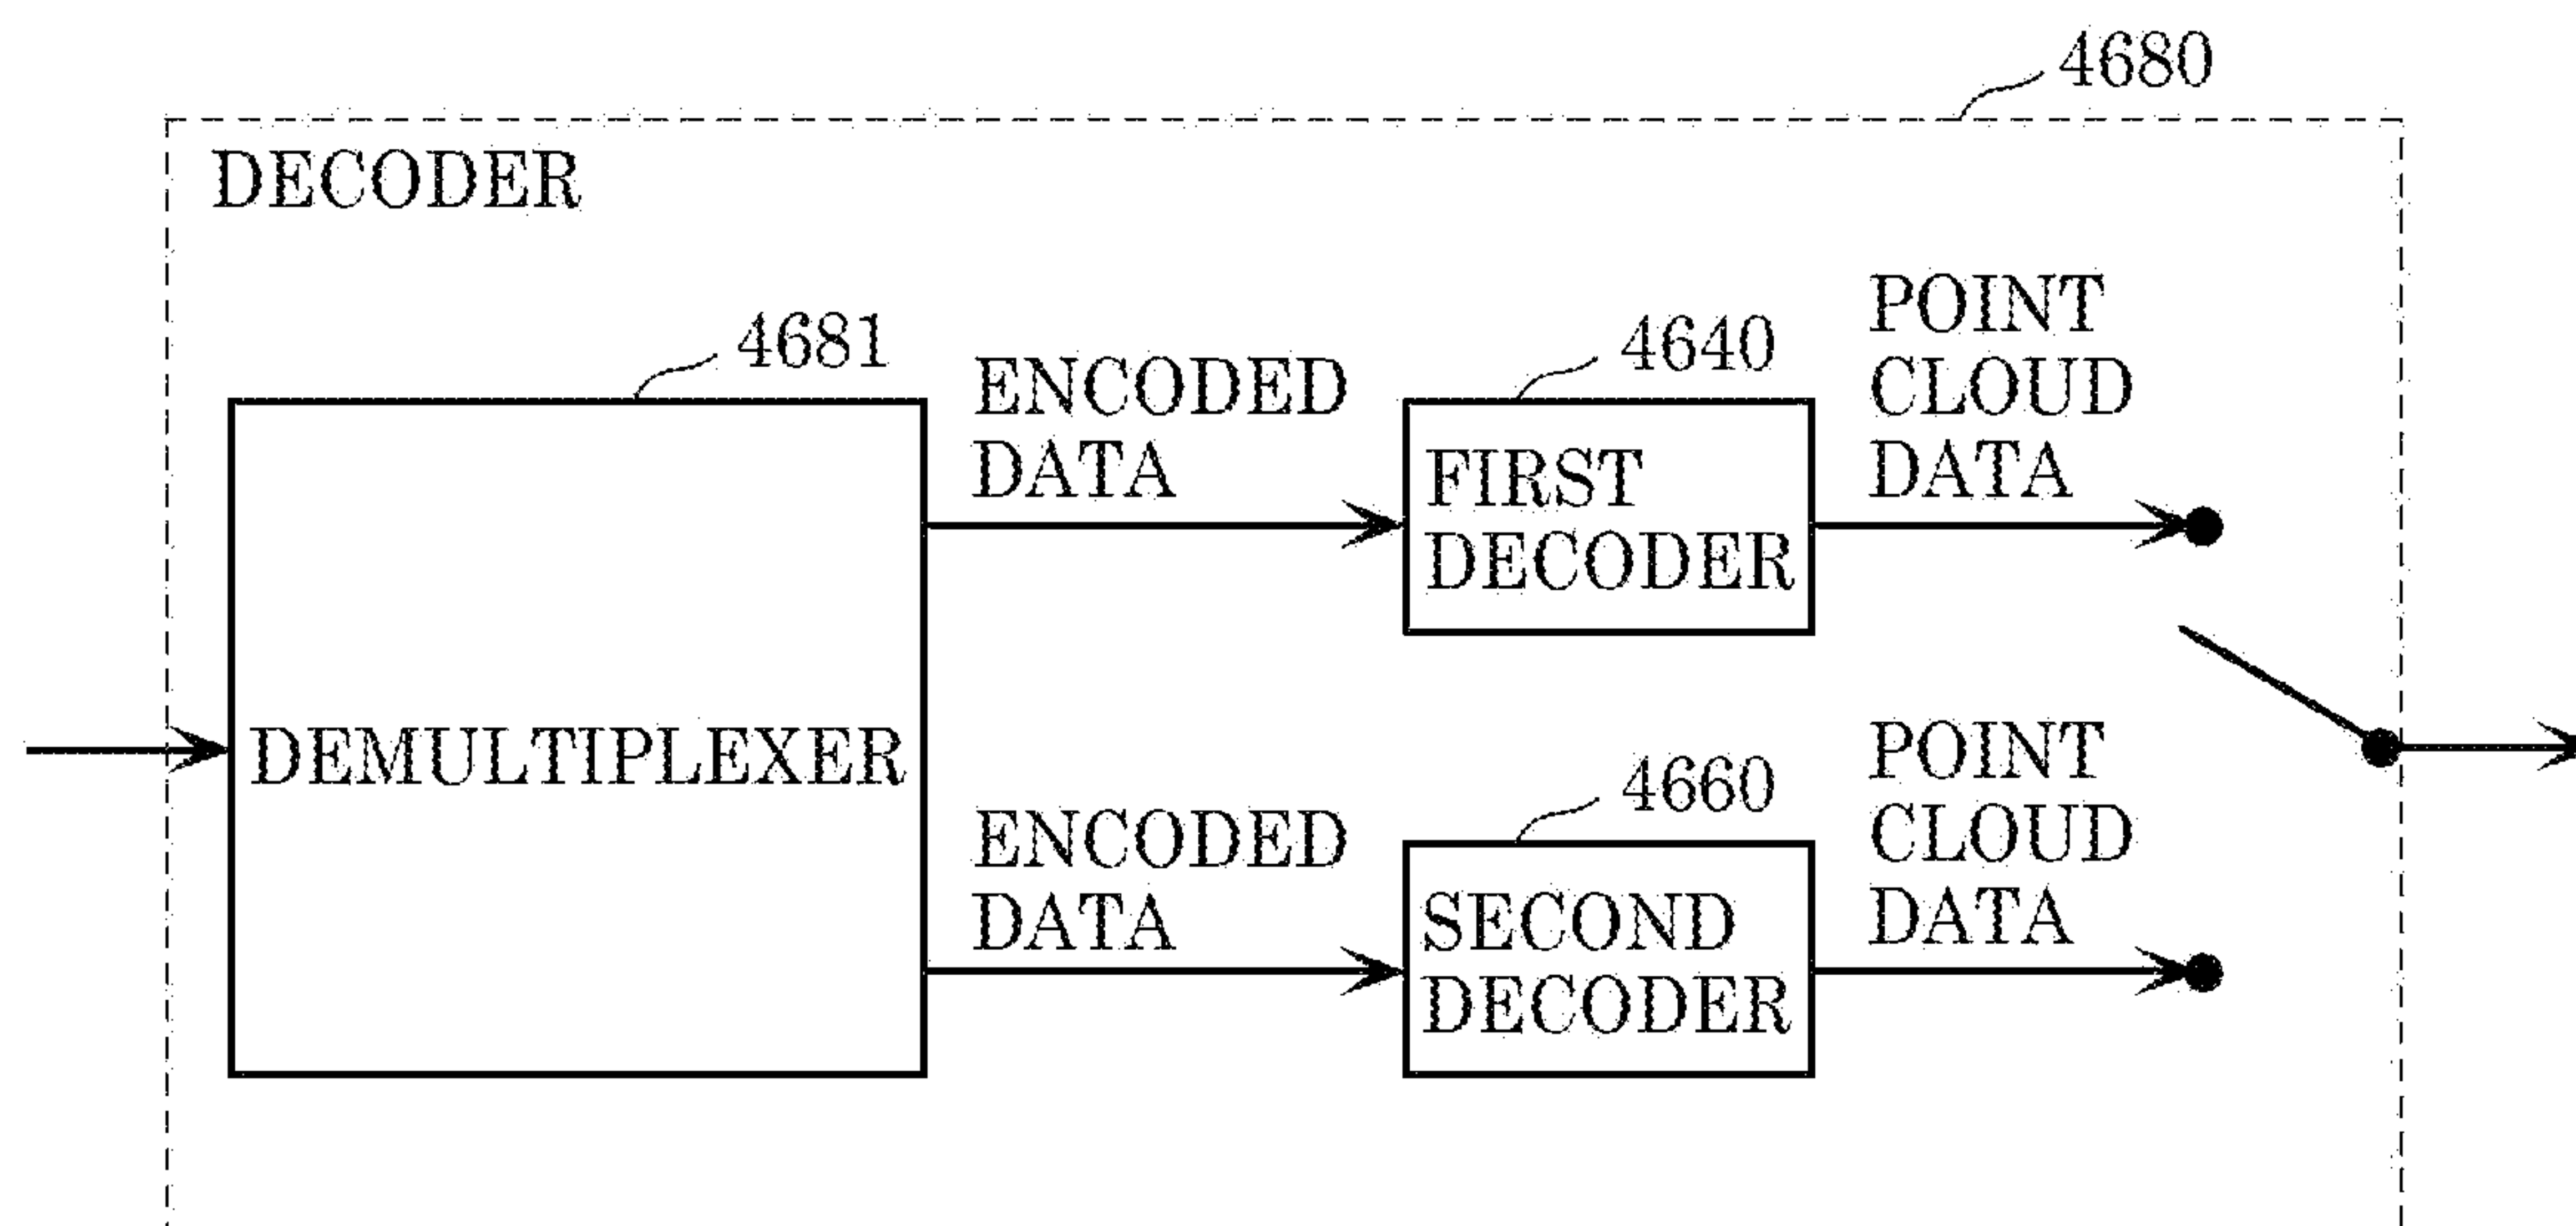 4680
DECODER
4681
ENCODED
DATA
4640
FIRST
DECODER
POINT
CLOUD
DATA
DEMULTIPLEXER
ENCODED
DATA
4660
SECOND
DECODER
POINT
CLOUD
DATA